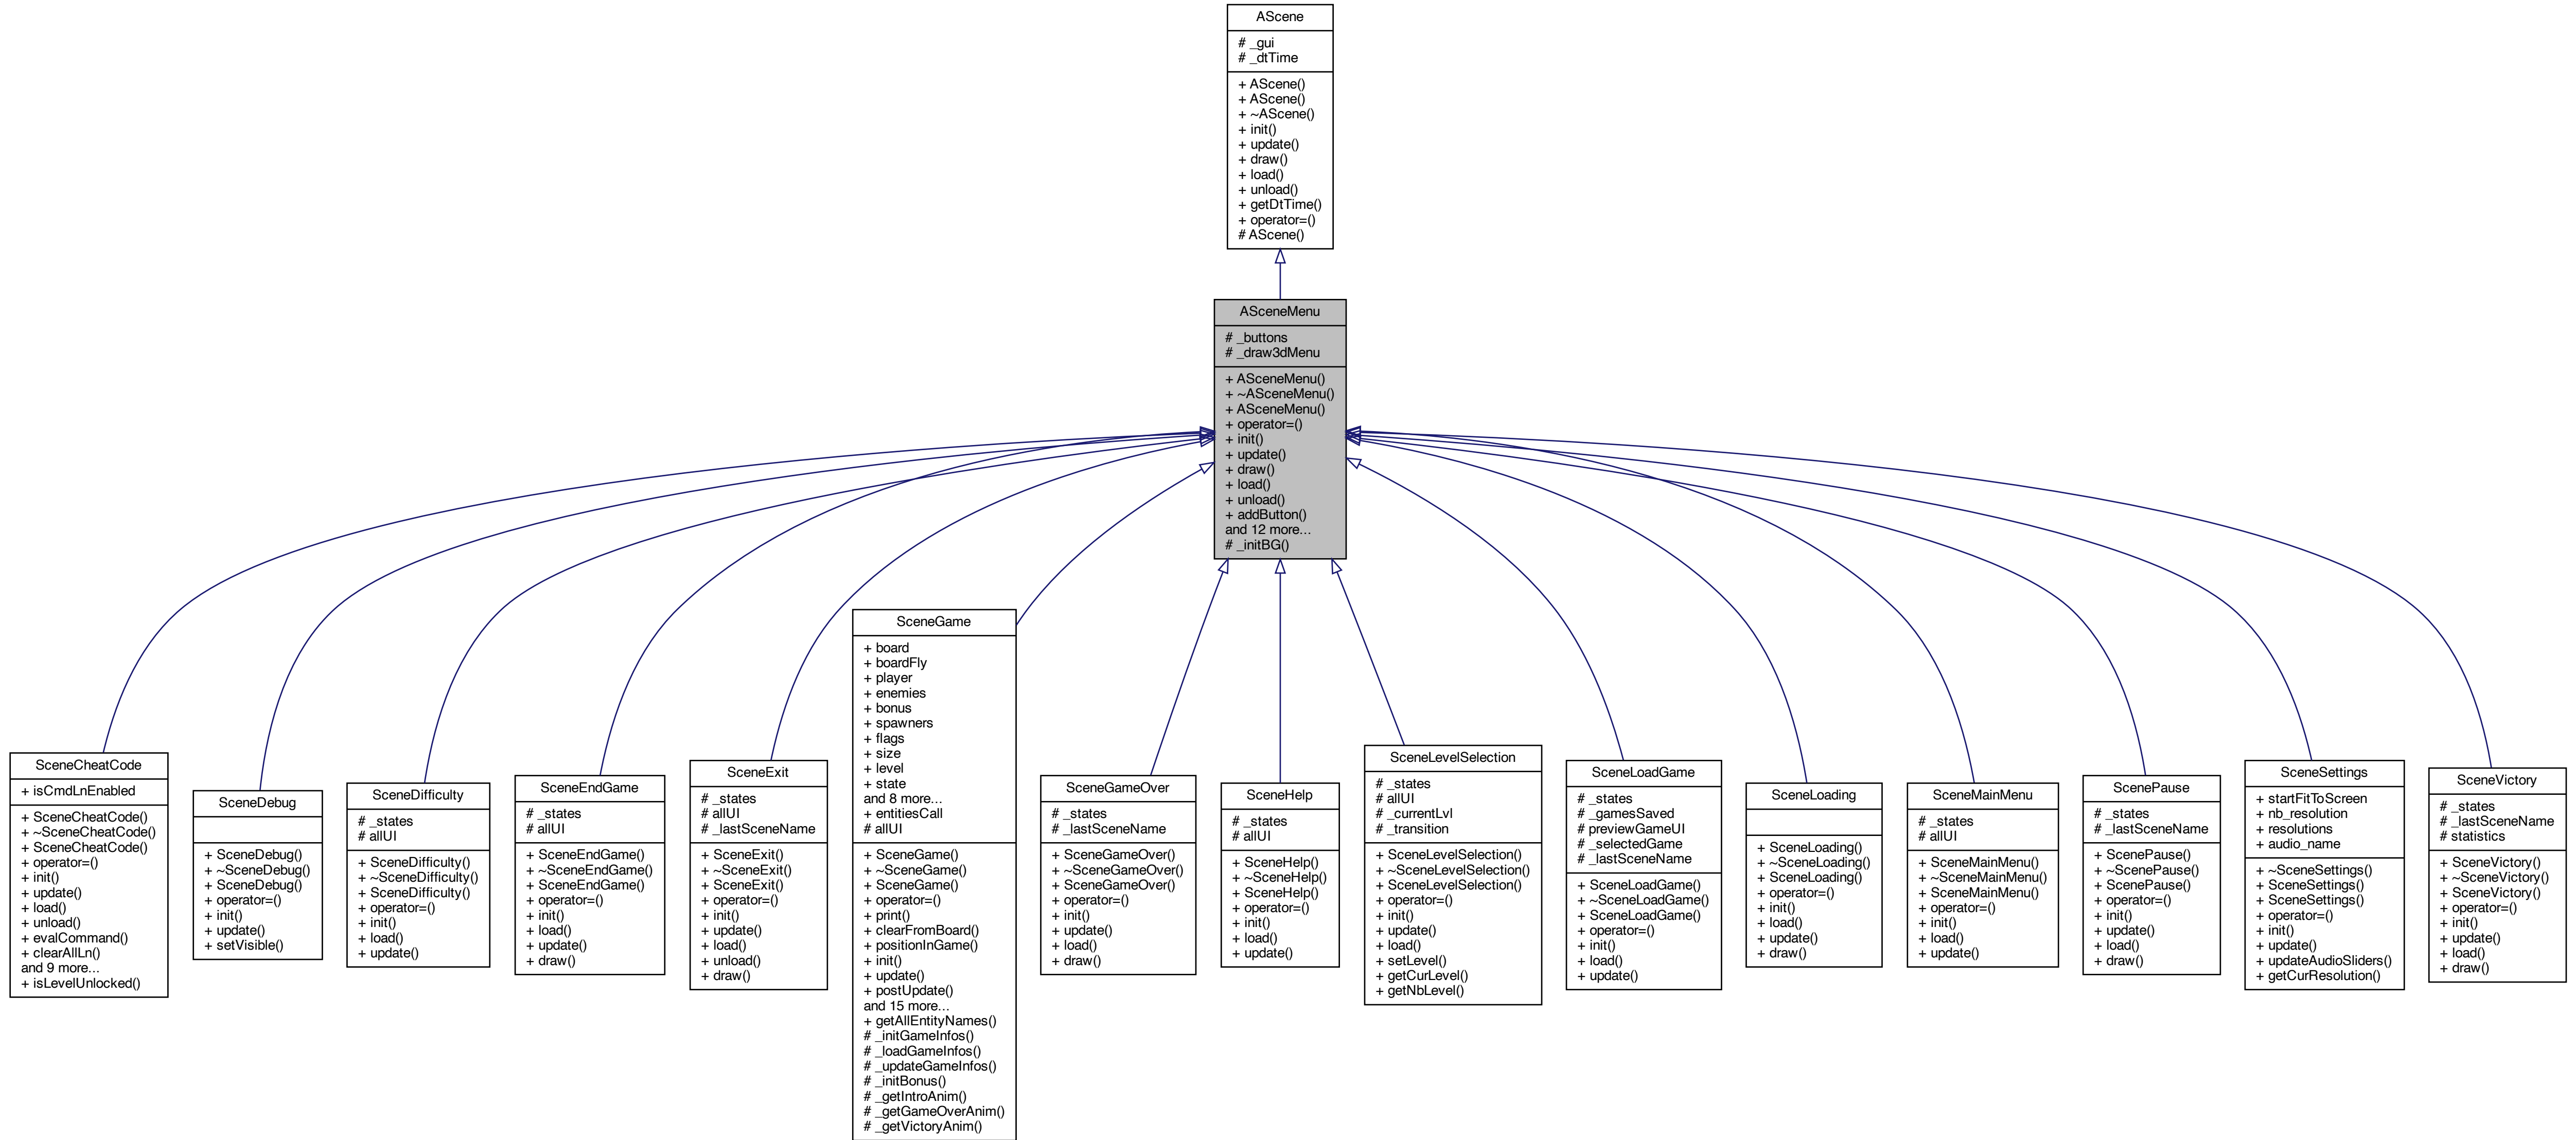 AScene
# _gui
# _dtTime
+ AScene()
+ AScene()
+ ~AScene()
+ init()
+ update()
+ draw()
+ load()
+ unload()
+ getDtTime()
+ operator=()
# AScene()
ASceneMenu
# _buttons
# _draw3dMenu
+ ASceneMenu()
+ ~ASceneMenu()
+ ASceneMenu()
+ operator=()
+ init()
+ update()
+ draw()
+ load()
+ unload()
+ addButton()
and 12 more...
# _initBG()
SceneCheatCode
+ isCmdLnEnabled
+ SceneCheatCode()
+ ~SceneCheatCode()
+ SceneCheatCode()
+ operator=()
+ init()
+ update()
+ load()
+ unload()
+ evalCommand()
+ clearAllLn()
and 9 more...
+ isLevelUnlocked()
SceneDebug
+ SceneDebug()
+ ~SceneDebug()
+ SceneDebug()
+ operator=()
+ init()
+ update()
+ setVisible()
SceneDifficulty
# _states
# allUI
+ SceneDifficulty()
+ ~SceneDifficulty()
+ SceneDifficulty()
+ operator=()
+ init()
+ load()
+ update()
SceneEndGame
# _states
# allUI
+ SceneEndGame()
+ ~SceneEndGame()
+ SceneEndGame()
+ operator=()
+ init()
+ load()
+ update()
+ draw()
SceneExit
# _states
# allUI
# _lastSceneName
+ SceneExit()
+ ~SceneExit()
+ SceneExit()
+ operator=()
+ init()
+ update()
+ load()
+ unload()
+ draw()
SceneGame
+ board
+ boardFly
+ player
+ enemies
+ bonus
+ spawners
+ flags
+ size
+ level
+ state
and 8 more...
+ entitiesCall
# allUI
+ SceneGame()
+ ~SceneGame()
+ SceneGame()
+ operator=()
+ print()
+ clearFromBoard()
+ positionInGame()
+ init()
+ update()
+ postUpdate()
and 15 more...
+ getAllEntityNames()
# _initGameInfos()
# _loadGameInfos()
# _updateGameInfos()
# _initBonus()
# _getIntroAnim()
# _getGameOverAnim()
# _getVictoryAnim()
SceneGameOver
# _states
# _lastSceneName
+ SceneGameOver()
+ ~SceneGameOver()
+ SceneGameOver()
+ operator=()
+ init()
+ update()
+ load()
+ draw()
SceneHelp
# _states
# allUI
+ SceneHelp()
+ ~SceneHelp()
+ SceneHelp()
+ operator=()
+ init()
+ load()
+ update()
SceneLevelSelection
# _states
# allUI
# _currentLvl
# _transition
+ SceneLevelSelection()
+ ~SceneLevelSelection()
+ SceneLevelSelection()
+ operator=()
+ init()
+ update()
+ load()
+ setLevel()
+ getCurLevel()
+ getNbLevel()
SceneLoadGame
# _states
# _gamesSaved
# previewGameUI
# _selectedGame
# _lastSceneName
+ SceneLoadGame()
+ ~SceneLoadGame()
+ SceneLoadGame()
+ operator=()
+ init()
+ load()
+ update()
SceneLoading
+ SceneLoading()
+ ~SceneLoading()
+ SceneLoading()
+ operator=()
+ init()
+ load()
+ update()
+ draw()
SceneMainMenu
# _states
# allUI
+ SceneMainMenu()
+ ~SceneMainMenu()
+ SceneMainMenu()
+ operator=()
+ init()
+ load()
+ update()
ScenePause
# _states
# _lastSceneName
+ ScenePause()
+ ~ScenePause()
+ ScenePause()
+ operator=()
+ init()
+ update()
+ load()
+ draw()
SceneSettings
+ startFitToScreen
+ nb_resolution
+ resolutions
+ audio_name
+ ~SceneSettings()
+ SceneSettings()
+ SceneSettings()
+ operator=()
+ init()
+ update()
+ updateAudioSliders()
+ getCurResolution()
SceneVictory
# _states
# _lastSceneName
# statistics
+ SceneVictory()
+ ~SceneVictory()
+ SceneVictory()
+ operator=()
+ init()
+ update()
+ load()
+ draw()